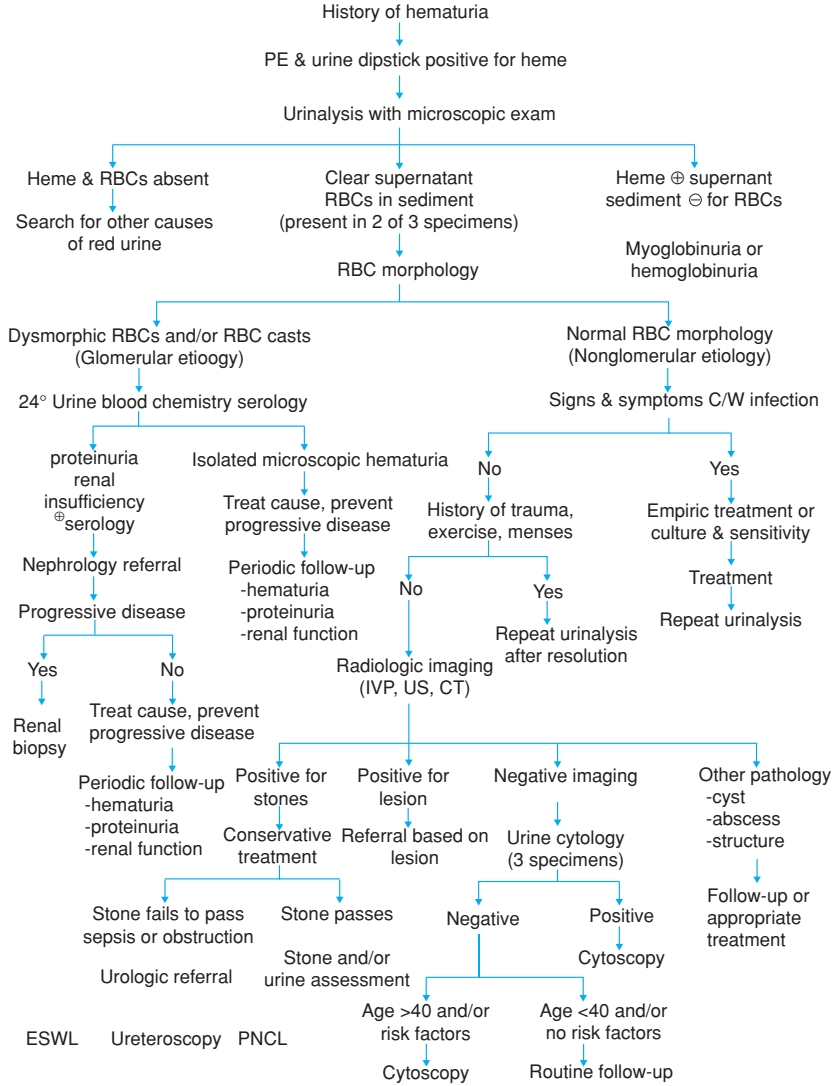 History of hematuria
PE & urine dipstick positive for heme
Urinalysis with microscopic exam
Heme & RBCs absent
Search for other causes
of red urine
Clear supernatant
RBCs in sediment
(present in 2 of 3 specimens)
RBC morphology
Heme ⊕ supernant
sediment ⊖ for RBCs
Myoglobinuria or
hemoglobinuria
Dysmorphic RBCs and/or RBC casts
(Glomerular etioogy)
24° Urine blood chemistry serology
proteinuria
renal
insufficiency
⊕serology
Nephrology referral
Progressive disease
Yes
Renal
biopsy
No
Treat cause, prevent
progressive disease
Periodic follow-up
-hematuria
-proteinuria
-renal function
Isolated microscopic hematuria
Treat cause, prevent
progressive disease
Periodic follow-up
-hematuria
-proteinuria
-renal function
Normal RBC morphology
(Nonglomerular etiology)
Signs & symptoms C/W infection
No
History of trauma,
exercise, menses
Yes
Empiric treatment or
culture & sensitivity
Treatment
Repeat urinalysis
No
Yes
Repeat urinalysis
after resolution
Radiologic imaging
(IVP, US, CT)
Positive for
stones
Conservative
treatment
Stone fails to pass
sepsis or obstruction
Urologic referral
ESWL Ureteroscopy PNCL
Stone passes
Stone and/or
urine assessment
Positive for
lesion
Referral based on
lesion
Negative imaging
Urine cytology
(3 specimens)
Negative
Positive
Cytoscopy
Age >40 and/or
risk factors
Cytoscopy
Age <40 and/or
no risk factors
Routine follow-up
Other pathology
-cyst
-abscess
-structure
Follow-up or
appropriate
treatment